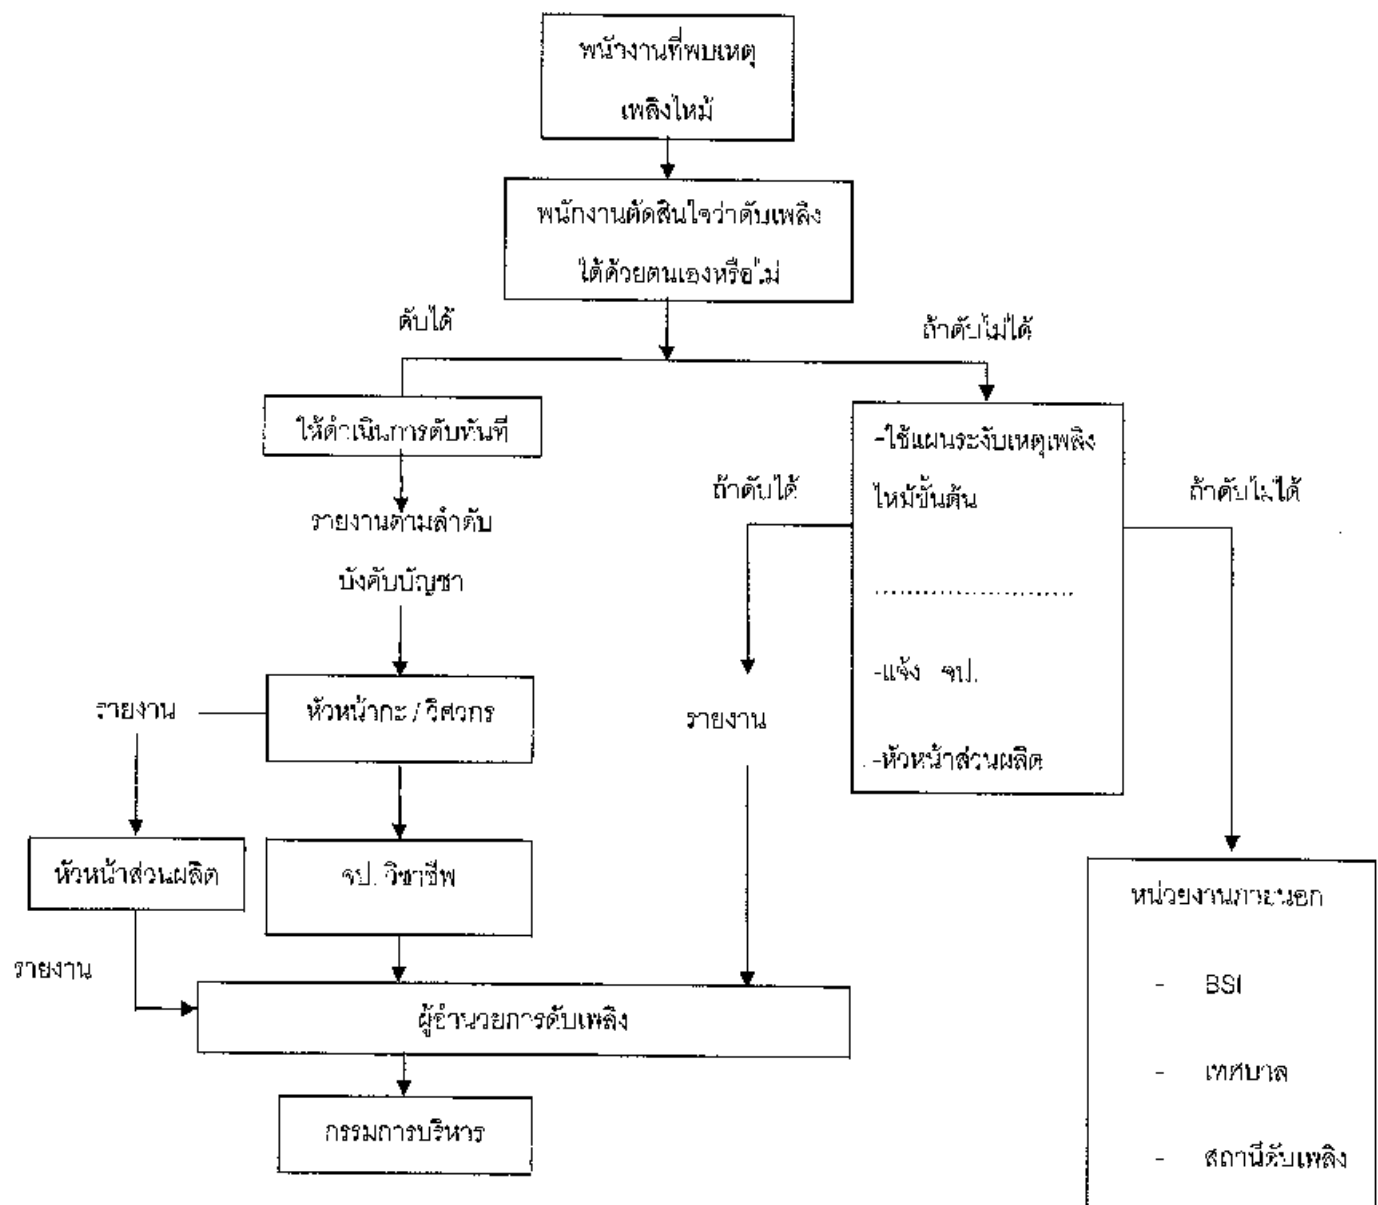 พนักงานที่พบเหตุ
เพลิงไหม้
พนักงานตัดสินใจว่าดับเพลิง
ได้ด้วยตนเองหรือไม่
ดับได้
ถ้าดับไม่ได้
ให้ดำเนินการดับทันที
-ใช้แผนระงับเหตุเพลิง
ไหม้ขั้นต้น
ถ้าดับได้
ถ้าดับไม่ได้
รายงานตามลำดับ
บังคับบัญชา
......................
-แจ้ง จป.
-หัวหน้าส่วนผลิต
รายงาน
หัวหน้ากะ / วิศวกร
รายงาน
หัวหน้าส่วนผลิต
จป. วิชาชีพ
หน่วยงานภายนอก
- BSI
- เทศบาล
- สถานีดับเพลิง
รายงาน
ผู้อำนวยการดับเพลิง
กรรมการบริหาร